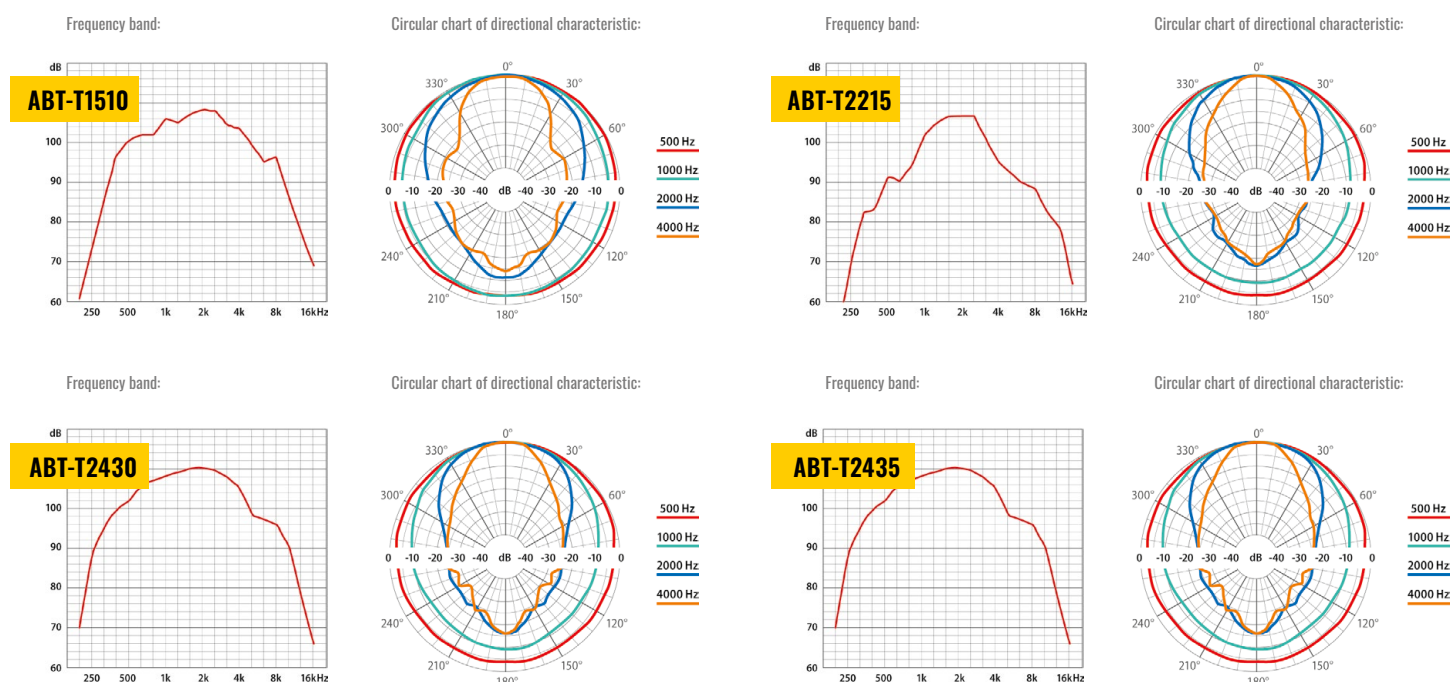 Frequency band:
Circular chart of directional characteristic:
dB
ABT-T1510
100
90
80
70
60
250 500 1k 2k 4k 8k 16kHz
0°
330° 30°
300° 60°
0 -10 -20 -30 -40 dB -40 -30 -20 -10 0
240° 120°
210° 150°
180°
500 Hz
1000 Hz
2000 Hz
4000 Hz
Frequency band:
Circular chart of directional characteristic:
dB
ABT-T2215
100
90
80
70
60
250 500 1k 2k 4k 8k 16kHz
0°
330° 30°
300° 60°
0 -10 -20 -30 -40 dB -40 -30 -20 -10 0
240° 120°
210° 150°
180°
500 Hz
1000 Hz
2000 Hz
4000 Hz
Frequency band:
Circular chart of directional characteristic:
dB
ABT-T2430
100
90
80
70
60
250 500 1k 2k 4k 8k 16kHz
0°
330° 30°
300° 60°
0 -10 -20 -30 -40 dB -40 -30 -20 -10 0
240° 120°
210° 150°
180°
500 Hz
1000 Hz
2000 Hz
4000 Hz
Frequency band:
Circular chart of directional characteristic:
dB
ABT-T2435
100
90
80
70
60
250 500 1k 2k 4k 8k 16kHz
0°
330° 30°
300° 60°
0 -10 -20 -30 -40 dB -40 -30 -20 -10 0
240° 120°
210° 150°
180°
500 Hz
1000 Hz
2000 Hz
4000 Hz